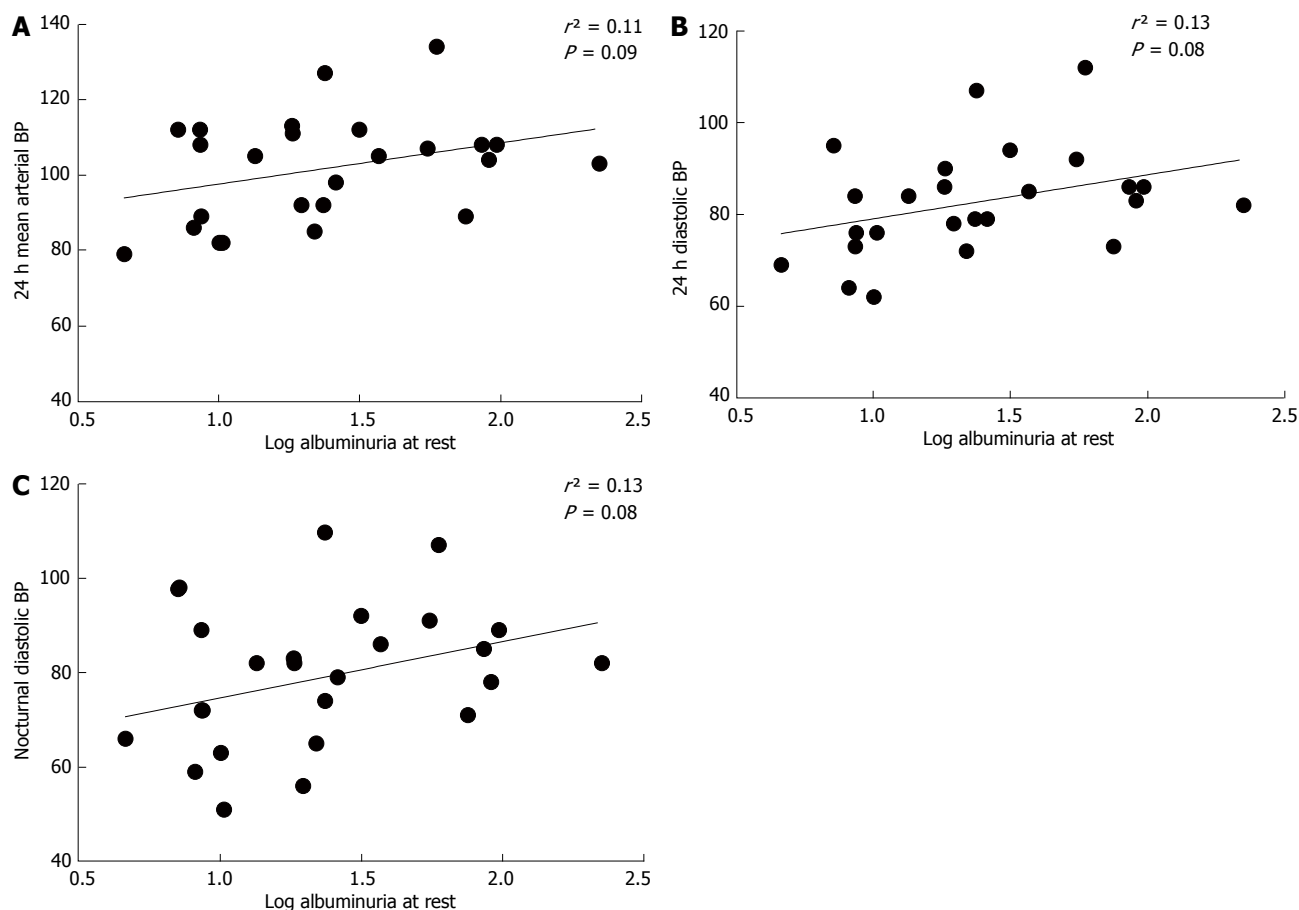 A
r² = 0.11
P = 0.09
24 h mean arterial BP
140
120
100
80
60
40
0.5 1.0 1.5 2.0 2.5
Log albuminuria at rest
B
r² = 0.13
P = 0.08
24 h diastolic BP
120
100
80
60
40
0.5 1.0 1.5 2.0 2.5
Log albuminuria at rest
C
r² = 0.13
P = 0.08
Nocturnal diastolic BP
120
100
80
60
40
0.5 1.0 1.5 2.0 2.5
Log albuminuria at rest